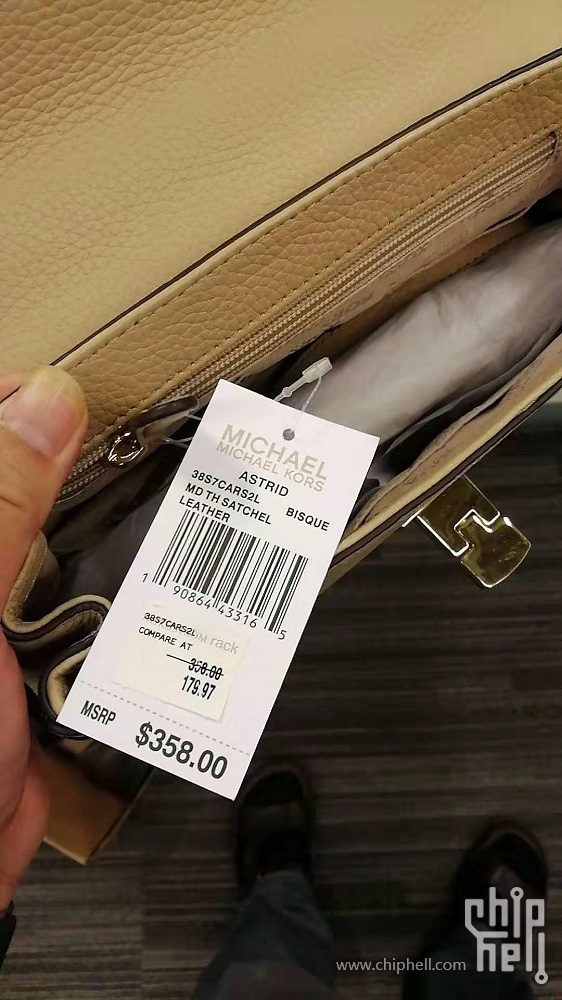 MICHAEL
MICHAEL KORS
ASTRID
38S7CARS2L BISQUE
MD TH SATCHEL
LEATHER
1 90864 43316 5
38S7CARS2L rack
COMPARE AT
358.00
179.97
MSRP $358.00
chip
hell
www.chiphell.com